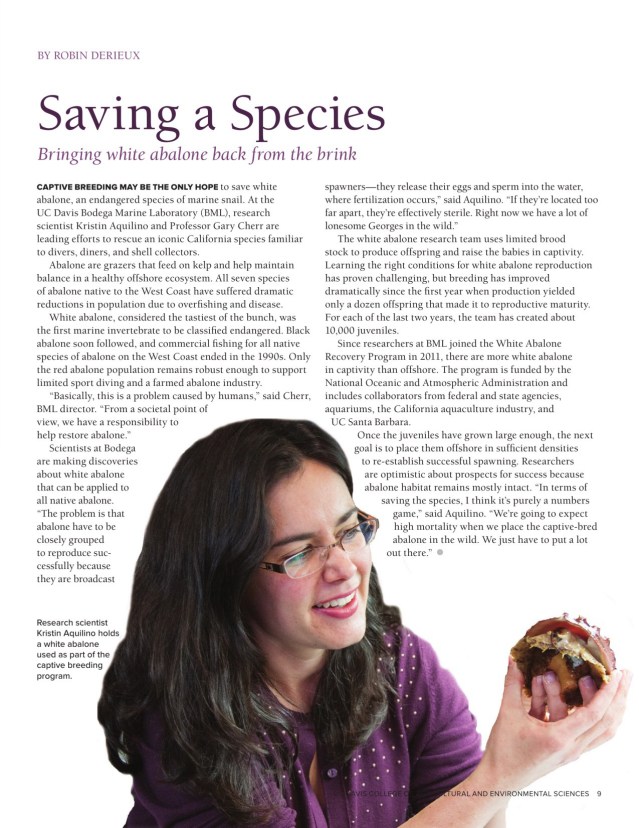 BY ROBIN DERIEUX
Saving a Species
Bringing white abalone back from the brink
CAPTIVE BREEDING MAY BE THE ONLY HOPE to save white
abalone, an endangered species of marine snail. At the
UC Davis Bodega Marine Laboratory (BML), research
scientist Kristin Aquilino and Professor Gary Cherr are
leading efforts to rescue an iconic California species familiar
to divers, diners, and shell collectors.
Abalone are grazers that feed on kelp and help maintain
balance in a healthy offshore ecosystem. All seven species
of abalone native to the West Coast have suffered dramatic
reductions in population due to overfishing and disease.
White abalone, considered the tastiest of the bunch, was
the first marine invertebrate to be classified endangered. Black
abalone soon followed, and commercial fishing for all native
species of abalone on the West Coast ended in the 1990s. Only
the red abalone population remains robust enough to support
limited sport diving and a farmed abalone industry.
"Basically, this is a problem caused by humans," said Cherr,
BML director. "From a societal point of
view, we have a responsibility to
help restore abalone."
Scientists at Bodega
are making discoveries
about white abalone
that can be applied to
all native abalone.
"The problem is that
abalone have to be
closely grouped
to reproduce suc-
cessfully because
they are broadcast
spawners—they release their eggs and sperm into the water,
where fertilization occurs," said Aquilino. "If they're located too
far apart, they're effectively sterile. Right now we have a lot of
lonesome Georges in the wild."
The white abalone research team uses limited brood
stock to produce offspring and raise the babies in captivity.
Learning the right conditions for white abalone reproduction
has proven challenging, but breeding has improved
dramatically since the first year when production yielded
only a dozen offspring that made it to reproductive maturity.
For each of the last two years, the team has created about
10,000 juveniles.
Since researchers at BML joined the White Abalone
Recovery Program in 2011, there are more white abalone
in captivity than offshore. The program is funded by the
National Oceanic and Atmospheric Administration and
includes collaborators from federal and state agencies,
aquariums, the California aquaculture industry, and
UC Santa Barbara.
Once the juveniles have grown large enough, the next
goal is to place them offshore in sufficient densities
to re-establish successful spawning. Researchers
are optimistic about prospects for success because
abalone habitat remains mostly intact. "In terms of
saving the species, I think it's purely a numbers
game," said Aquilino. "We're going to expect
high mortality when we place the captive-bred
abalone in the wild. We just have to put a lot
out there."
Research scientist
Kristin Aquilino holds
a white abalone
used as part of the
captive breeding
program.
COLLEGE AND ENVIRONMENTAL SCIENCES 9